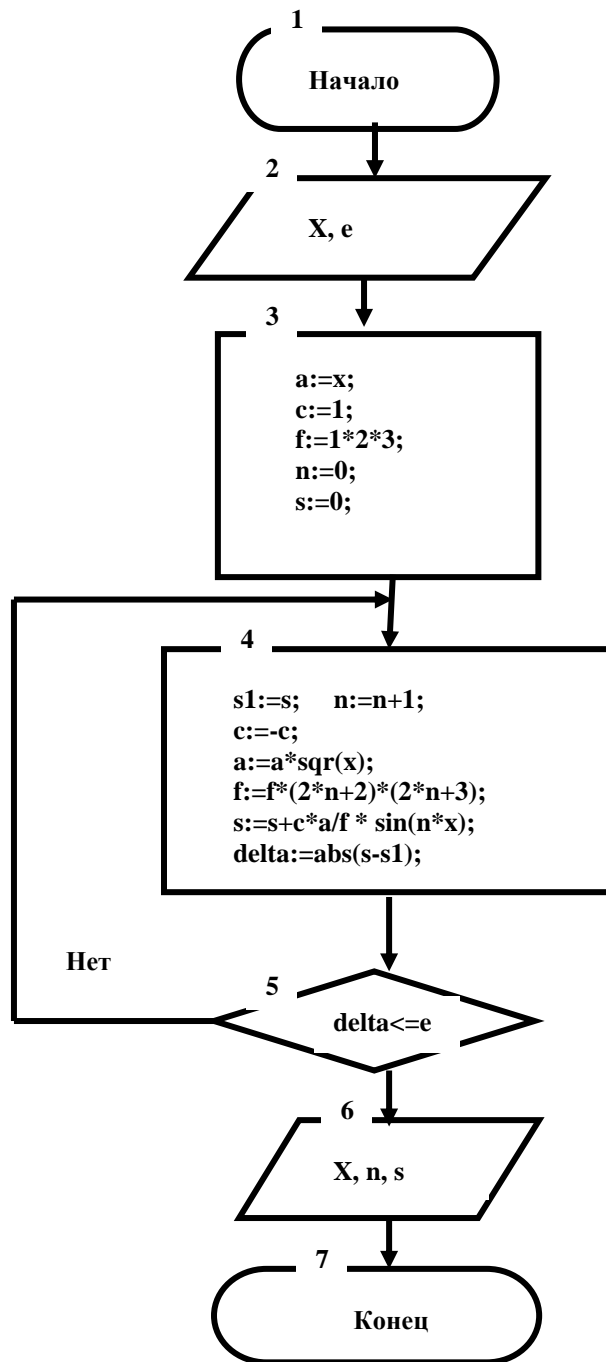 1
Начало
2
X, e
3
a:=x;
c:=1;
f:=1*2*3;
n:=0;
s:=0;
4
s1:=s; n:=n+1;
c:=-c;
a:=a*sqr(x);
f:=f*(2*n+2)*(2*n+3);
s:=s+c*a/f * sin(n*x);
delta:=abs(s-s1);
Нет
5
delta<=e
6
X, n, s
7
Конец